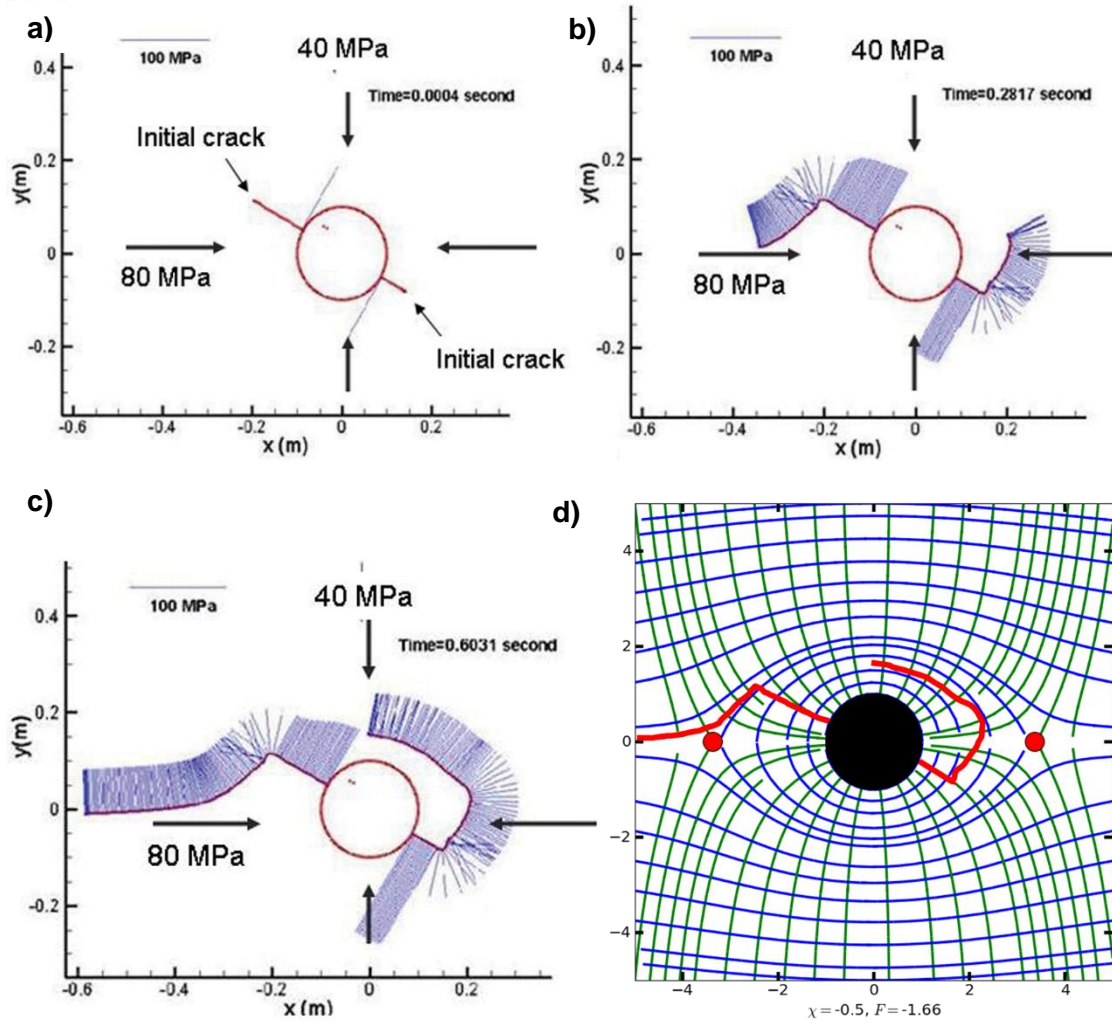 a)
40 MPa
0.4
100 MPa
Time=0.0004 second
Initial crack
0.2
y(m)
0
80 MPa
Initial crack
-0.2
-0.6 -0.4 -0.2 0 0.2
x (m)
b)
40 MPa
0.4
100 MPa
Time=0.2817 second
0.2
y(m)
0
80 MPa
-0.2
-0.6 -0.4 -0.2 0 0.2
x (m)
c)
0.4
100 MPa
40 MPa
Time=0.6031 second
0.2
y(m)
0
80 MPa
-0.2
-0.6 -0.4 -0.2 0 0.2
x (m)
d)
4
2
0
−2
−4
−4 −2 0 2 4
χ=-0.5, F=-1.66